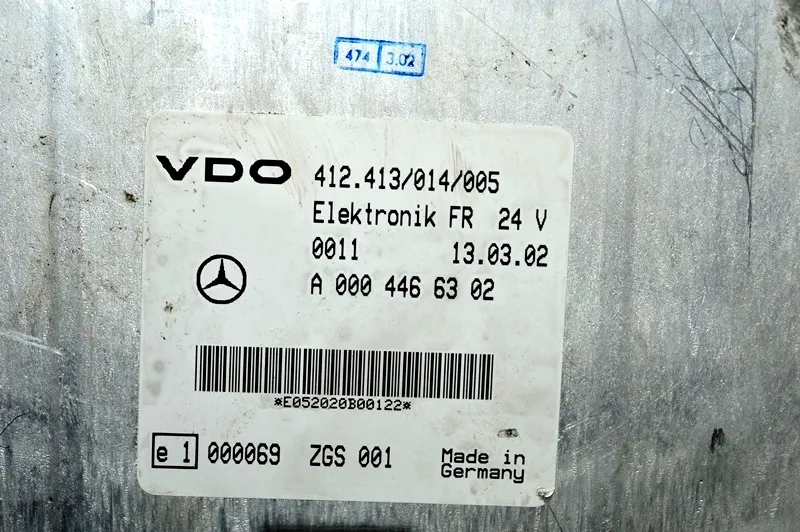 474 3.02
VDO 412.413/014/005
Elektronik FR 24 V
0011 13.03.02
A 000 446 63 02
*E052020B00122*
e 1 000069 ZGS 001 Made in
Germany